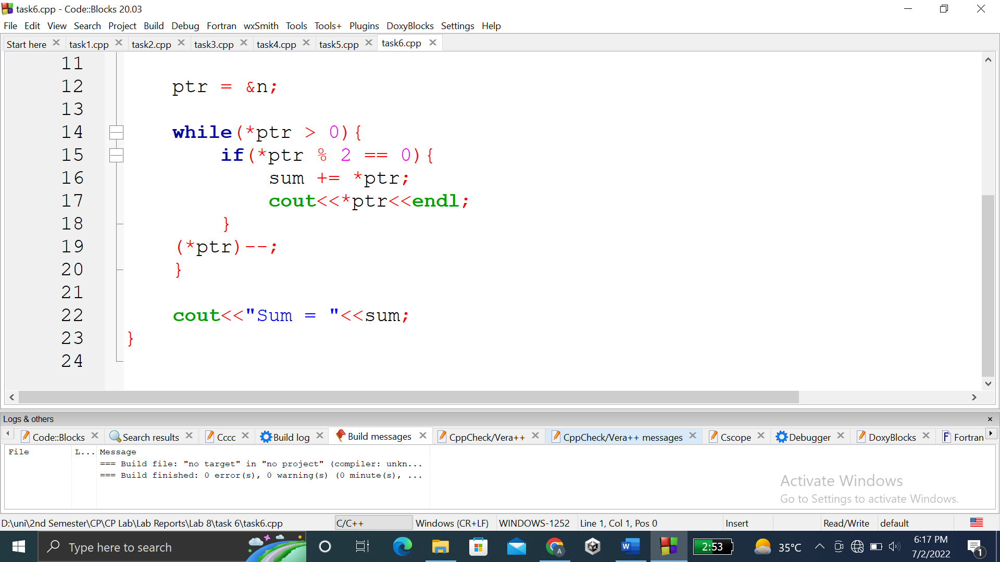 task6.cpp - Code::Blocks 20.03
File Edit View Search Project Build Debug Fortran wxSmith Tools Tools+ Plugins DoxyBlocks Settings Help
Start here task1.cpp task2.cpp task3.cpp task4.cpp task5.cpp task6.cpp
11
12 ptr = &n;
13
14 while(*ptr > 0){
15 if(*ptr % 2 == 0){
16 sum += *ptr;
17 cout<<*ptr<<endl;
18 }
19 (*ptr)--;
20 }
21
22 cout<<"Sum = "<<sum;
23 }
24
Logs & others
Code::Blocks Search results Cccc Build log Build messages CppCheck/Vera++ CppCheck/Vera++ messages Cscope Debugger DoxyBlocks Fortran
File L... Message
=== Build file: "no target" in "no project" (compiler: unkn...
=== Build finished: 0 error(s), 0 warning(s) (0 minute(s), ...
Activate Windows
Go to Settings to activate Windows.
D:\uni\2nd Semester\CP\CP Lab\Lab Reports\Lab 8\task 6\task6.cpp C/C++ Windows (CR+LF) WINDOWS-1252 Line 1, Col 1, Pos 0 Insert Read/Write default
Type here to search 2:53 35°C 6:17 PM
7/2/2022 1